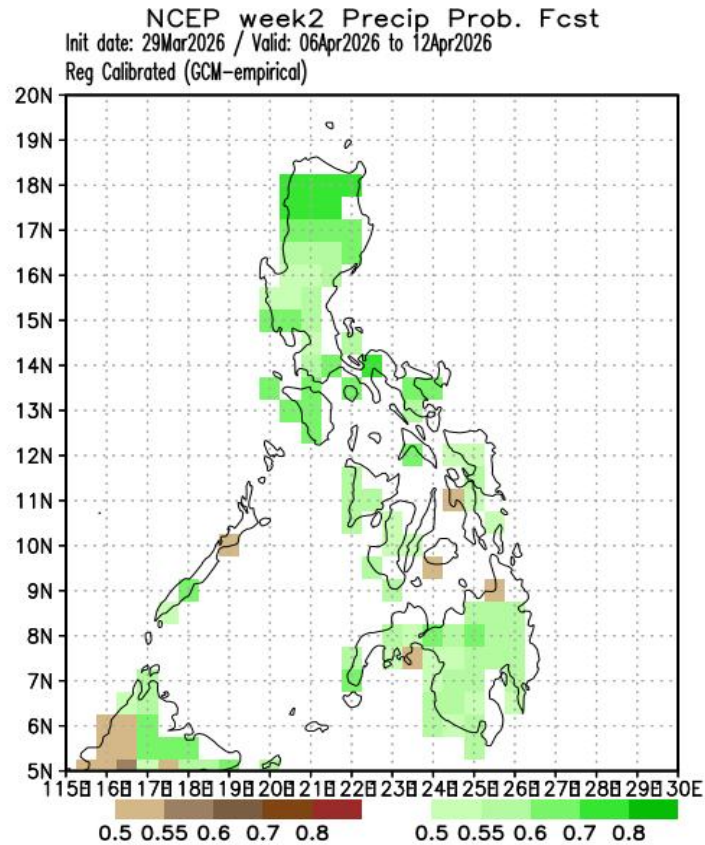 NCEP week2 Precip Prob. Fcst
Init date: 29Mar2026 / Valid: 06Apr2026 to 12Apr2026
Reg Calibrated (GCM-empirical)
20N
19N
18N
17N
16N
15N
14N
13N
12N
11N
10N
9N
8N
7N
6N
5N
115E 116E 117E 118E 119E 120E 121E 122E 123E 124E 125E 126E 127E 128E 129E 130E
0.5 0.55 0.6 0.7 0.8 0.5 0.55 0.6 0.7 0.8